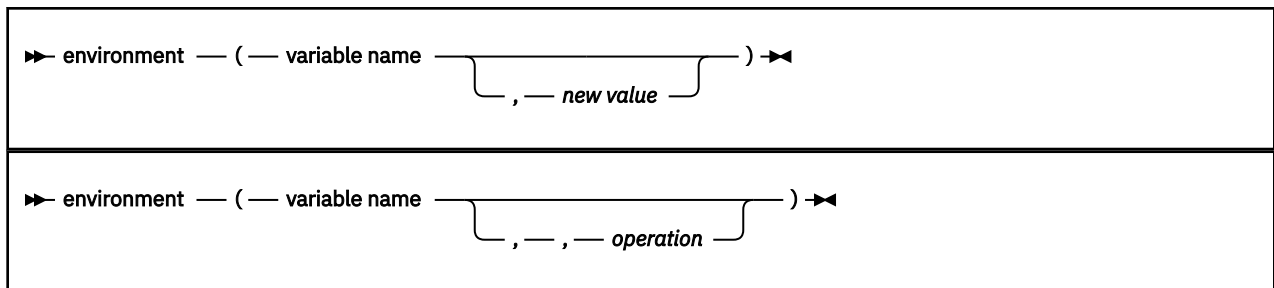 environment ( variable name )
, new value
environment ( variable name )
, , operation